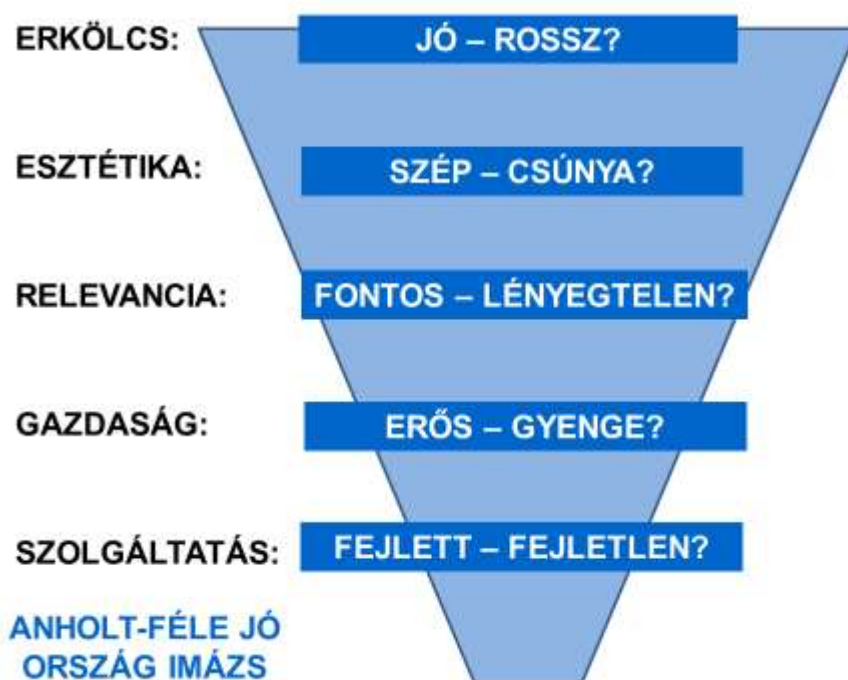 ERKÖLCS: JÓ – ROSSZ?
ESZTÉTIKA: SZÉP – CSÚNYA?
RELEVANCIA: FONTOS – LÉNYEGTELEN?
GAZDASÁG: ERŐS – GYENGE?
SZOLGÁLTATÁS: FEJLETT – FEJLETLEN?
ANHOLT-FÉLE JÓ
ORSZÁG IMÁZS